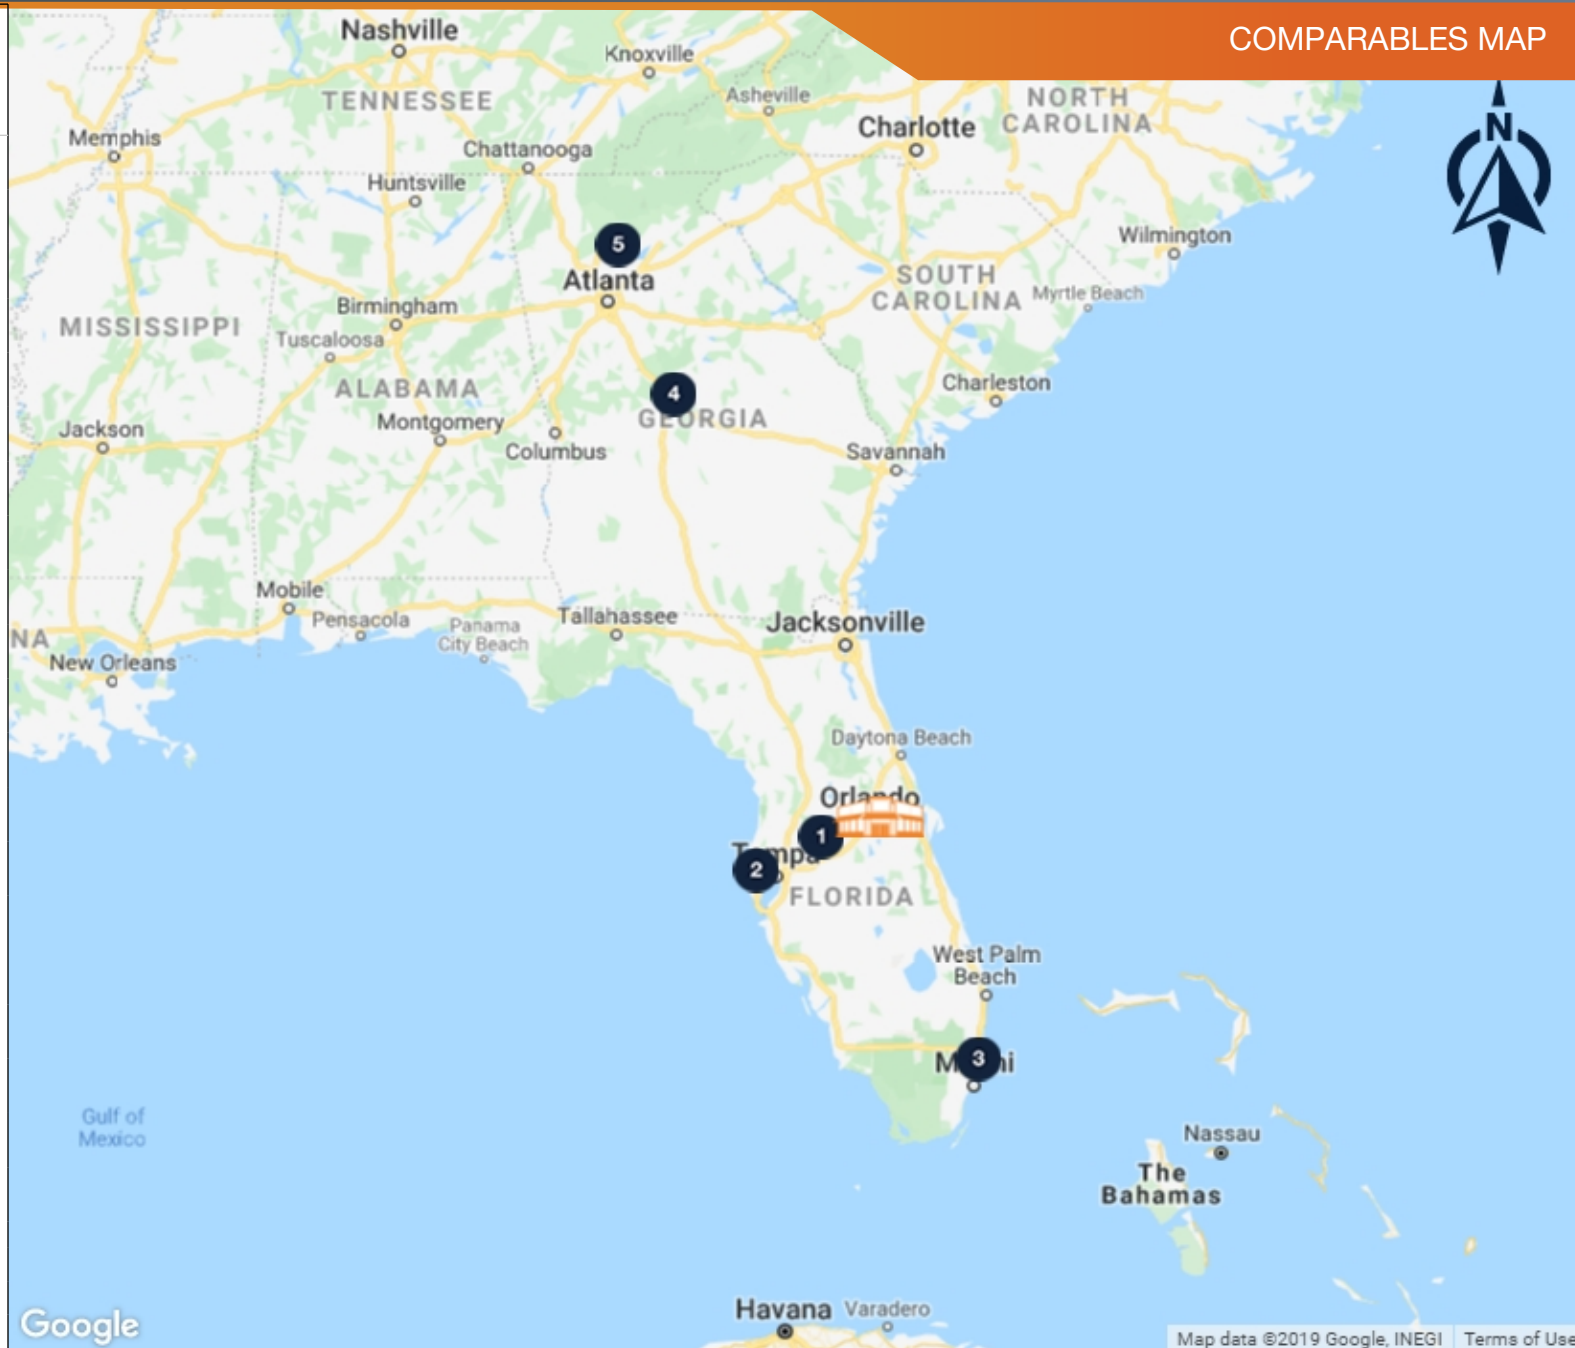 COMPARABLES MAP
Nashville
Knoxville
TENNESSEE
Asheville
NORTH
CAROLINA
Memphis
Chattanooga
Charlotte
N
Huntsville
5
Wilmington
Atlanta
SOUTH
CAROLINA
Myrtle Beach
Birmingham
MISSISSIPPI
Tuscaloosa
ALABAMA
4
Charleston
GEORGIA
Jackson
Montgomery
Columbus
Savannah
Mobile
Pensacola
Panama
City Beach
Tallahassee
Jacksonville
NA
New Orleans
Daytona Beach
Orlando
1
2
FLORIDA
West Palm
Beach
3
Gulf of
Mexico
Nassau
The
Bahamas
Havana
Varadero
Google
Map data ©2019 Google, INEGI
Terms of Use